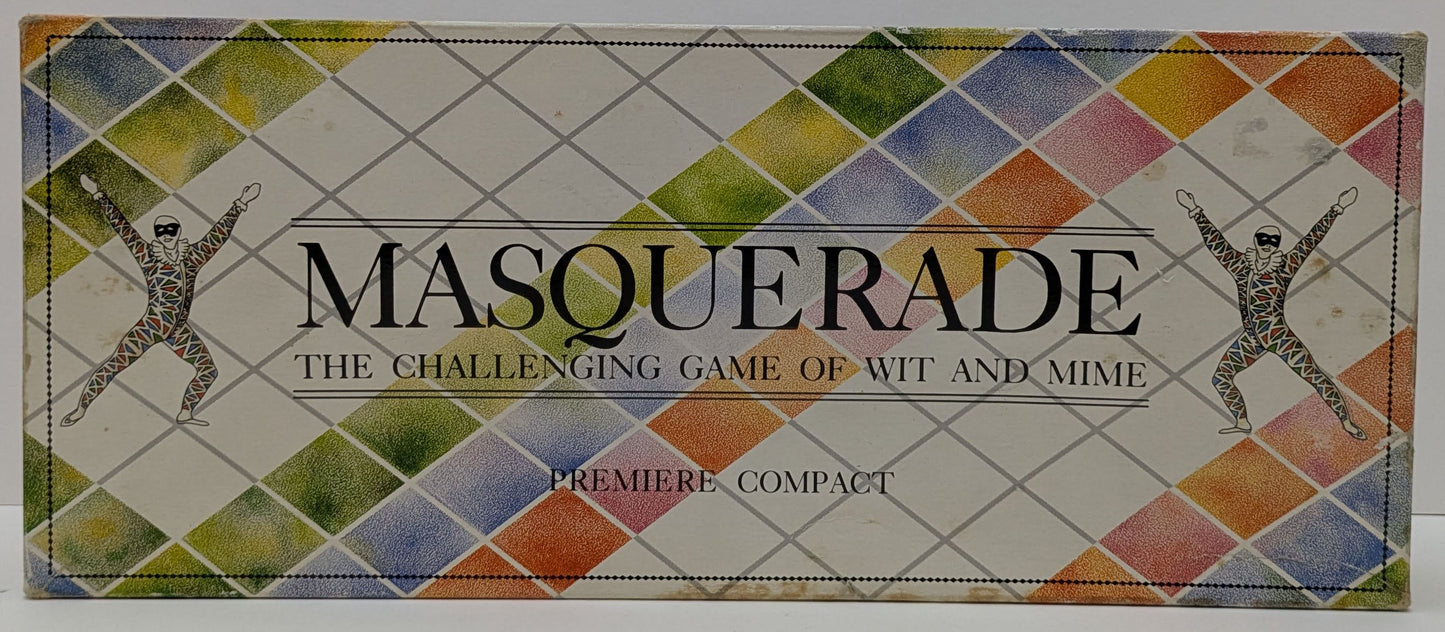 MASQUERADE
THE CHALLENGING GAME OF WIT AND MIME
PREMIERE COMPACT